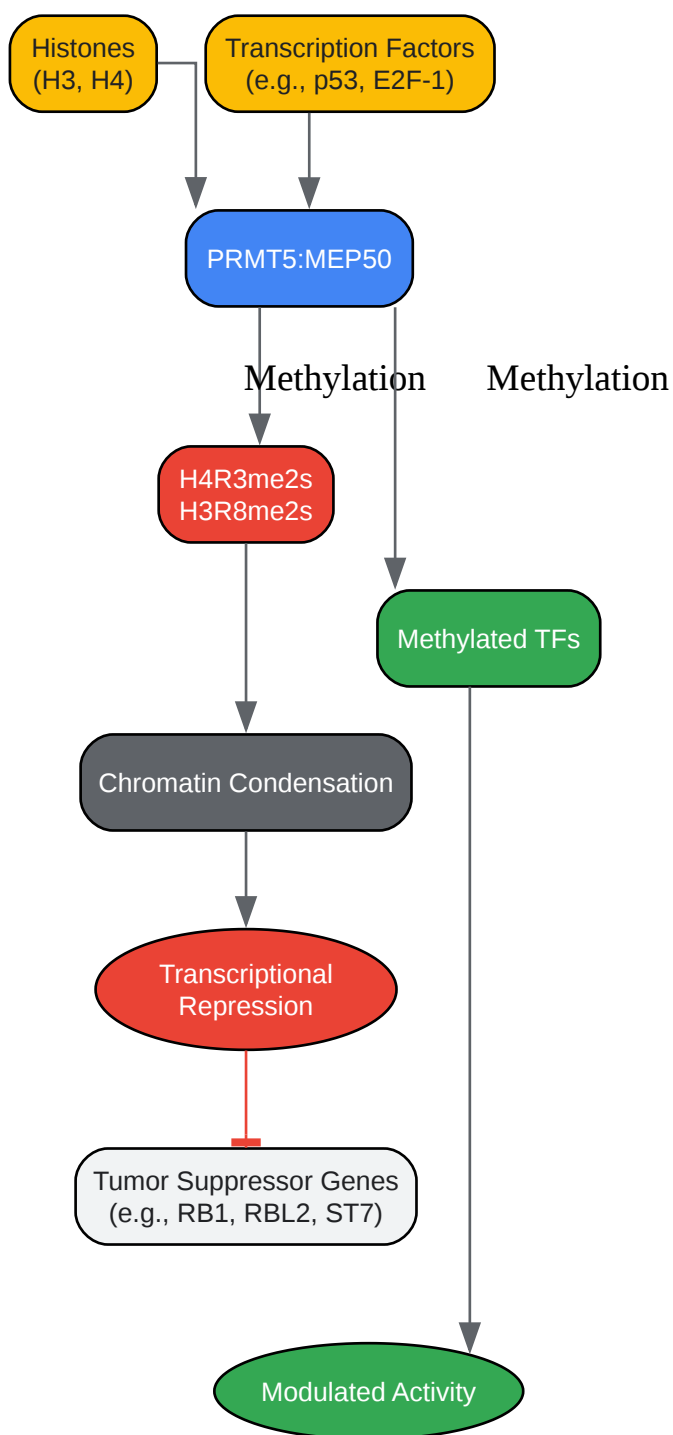 Histones
(H3, H4)
Transcription Factors
(e.g., p53, E2F-1)
PRMT5:MEP50
Methylation
Methylation
H4R3me2s
H3R8me2s
Methylated TFs
Chromatin Condensation
Transcriptional
Repression
Tumor Suppressor Genes
(e.g., RB1, RBL2, ST7)
Modulated Activity